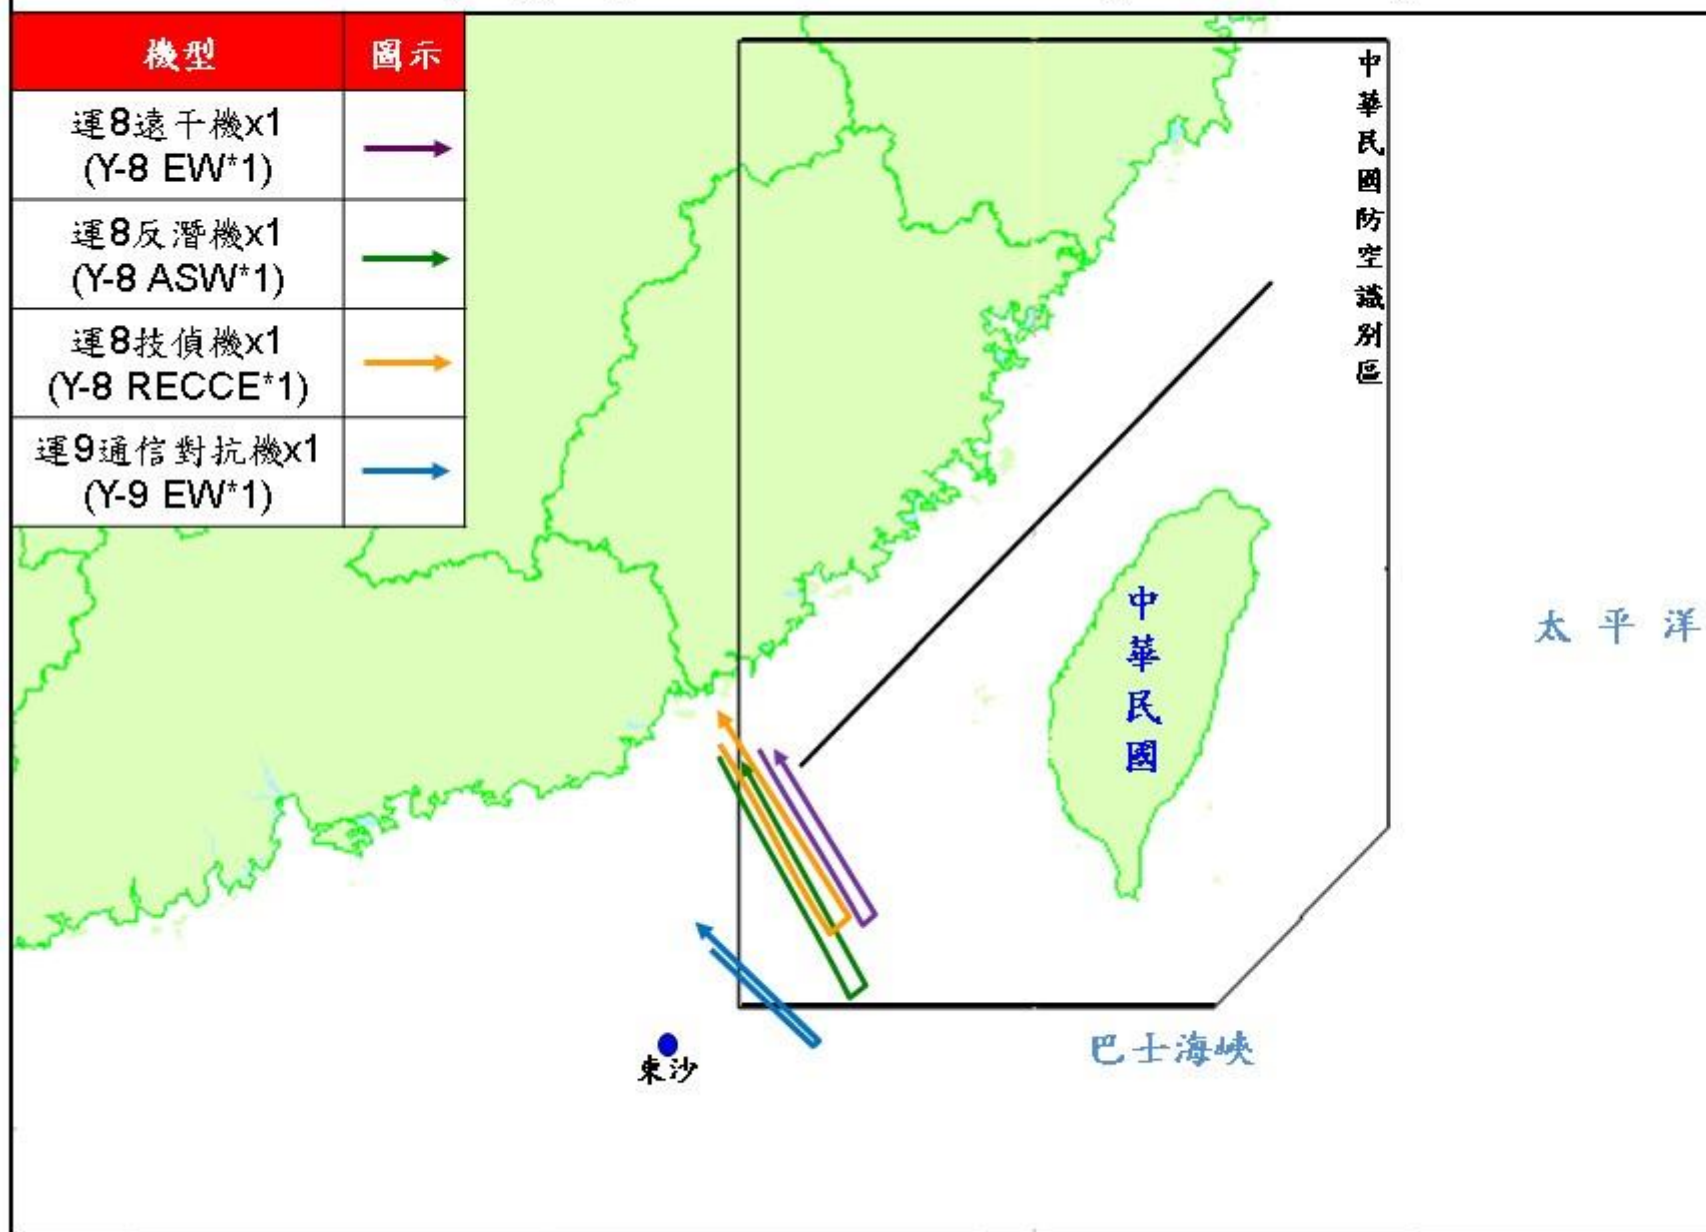 機型 圖示
運8遠干機x1
(Y-8 EW*1)
運8反潛機x1
(Y-8 ASW*1)
運8技偵機x1
(Y-8 RECCE*1)
運9通信對抗機x1
(Y-9 EW*1)
中華民國防空識別區
中華民國
太平洋
巴士海峽
東沙